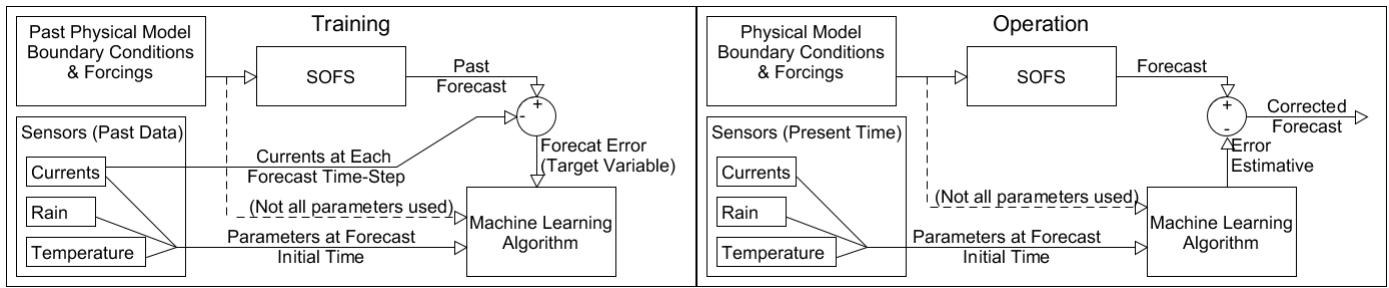 Training
Past Physical Model
Boundary Conditions
& Forcings
SOFS
Past
Forecast
+
-
Sensors (Past Data)
Currents
Rain
Temperature
Currents at Each
Forecast Time-Step
Forecat Error
(Target Variable)
(Not all parameters used)
Parameters at Forecast
Initial Time
Machine Learning
Algorithm
Operation
Physical Model
Boundary Conditions
& Forcings
SOFS
Forecast
+
-
Corrected
Forecast
Error
Estimative
Sensors (Present Time)
Currents
Rain
Temperature
(Not all parameters used)
Parameters at Forecast
Initial Time
Machine Learning
Algorithm